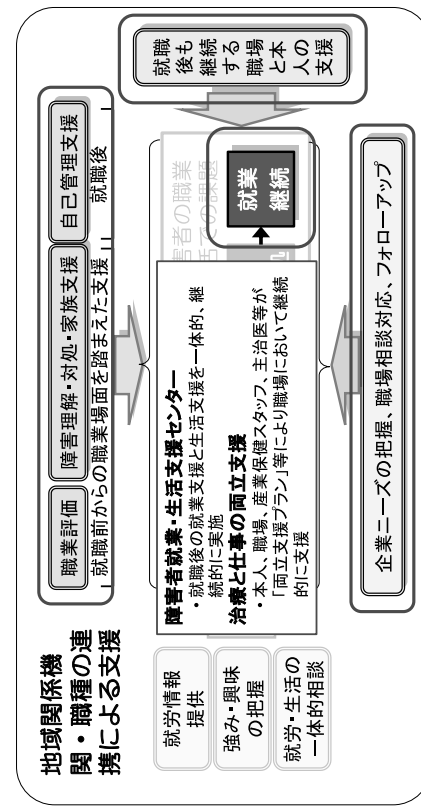 地域関係機
関・職種の連
携による支援
職業評価
障害理解・対処・家族支援
自己管理支援
就職前からの職業場面を踏まえた支援
就職後
就職
後も
継続
する
職場
と本
人の
支援
就労情報
提供
強み・興味
の把握
就労・生活の
一体的相談
障害者就業・生活支援センター
・就職後の就業支援と生活支援を一体的、継
続的に実施
治療と仕事の両立支援
・本人、職場、産業保健スタッフ、主治医等が
「両立支援プラン」等により職場において継続
的に支援
害者の職業
での課題
就業
継続
企業ニーズの把握、職場相談対応、フォローアップ